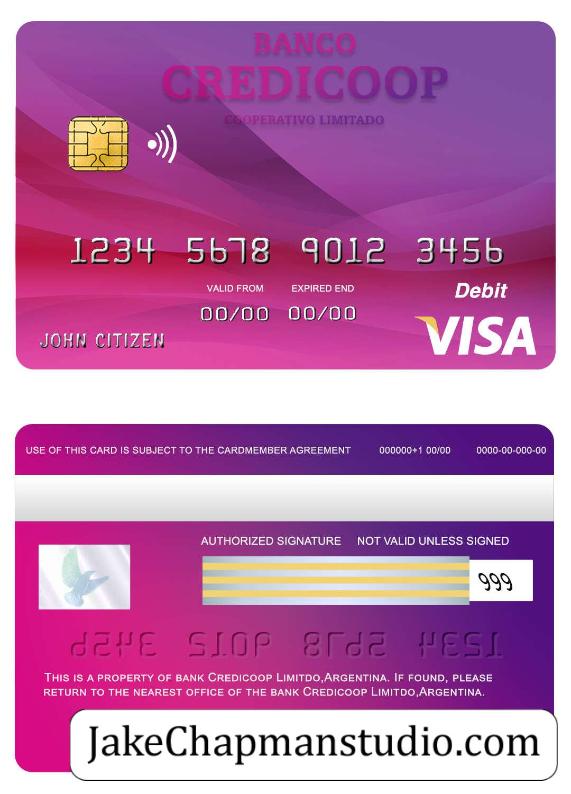 BANCO
CREDICOOP
COOPERATIVO LIMITADO
1234 5678 9012 3456
VALID FROM EXPIRED END
00/00 00/00
Debit
JOHN CITIZEN
VISA
USE OF THIS CARD IS SUBJECT TO THE CARDMEMBER AGREEMENT 000000+1 00/00 0000-00-000-00
AUTHORIZED SIGNATURE NOT VALID UNLESS SIGNED
999
THIS IS A PROPERTY OF BANK CREDICOOP LIMITDO,ARGENTINA. IF FOUND, PLEASE
RETURN TO THE NEAREST OFFICE OF THE BANK CREDICOOP LIMITDO,ARGENTINA.
JakeChapmanstudio.com